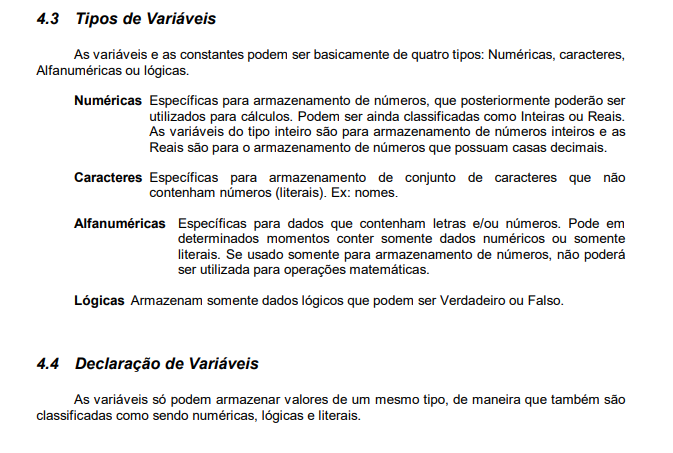 4.3 Tipos de Variáveis
As variáveis e as constantes podem ser basicamente de quatro tipos: Numéricas, caracteres,
Alfanuméricas ou lógicas.
Numéricas Específicas para armazenamento de números, que posteriormente poderão ser
utilizados para cálculos. Podem ser ainda classificadas como Inteiras ou Reais.
As variáveis do tipo inteiro são para armazenamento de números inteiros e as
Reais são para o armazenamento de números que possuam casas decimais.
Caracteres Específicas para armazenamento de conjunto de caracteres que não
contenham números (literais). Ex: nomes.
Alfanuméricas Específicas para dados que contenham letras e/ou números. Pode em
determinados momentos conter somente dados numéricos ou somente
literais. Se usado somente para armazenamento de números, não poderá
ser utilizada para operações matemáticas.
Lógicas Armazenam somente dados lógicos que podem ser Verdadeiro ou Falso.
4.4 Declaração de Variáveis
As variáveis só podem armazenar valores de um mesmo tipo, de maneira que também são
classificadas como sendo numéricas, lógicas e literais.